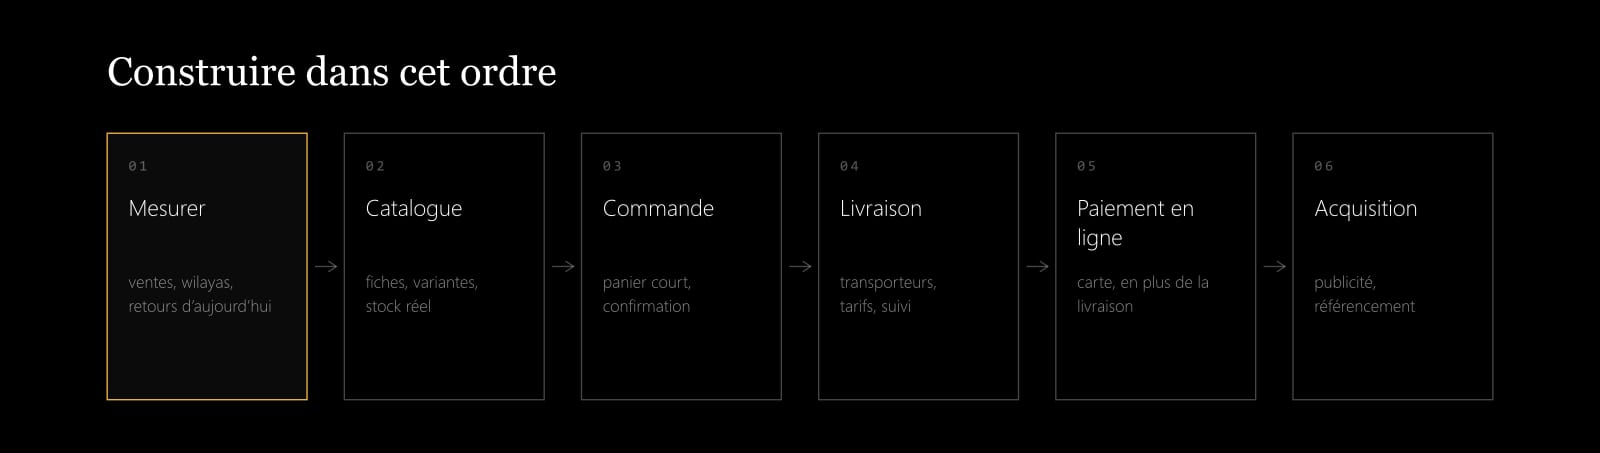 Construire dans cet ordre
01
Mesurer
ventes, wilayas,
retours d’aujourd’hui
02
Catalogue
fiches, variantes,
stock réel
03
Commande
panier court,
confirmation
04
Livraison
transporteurs,
tarifs, suivi
05
Paiement en
ligne
carte, en plus de la
livraison
06
Acquisition
publicité,
référencement